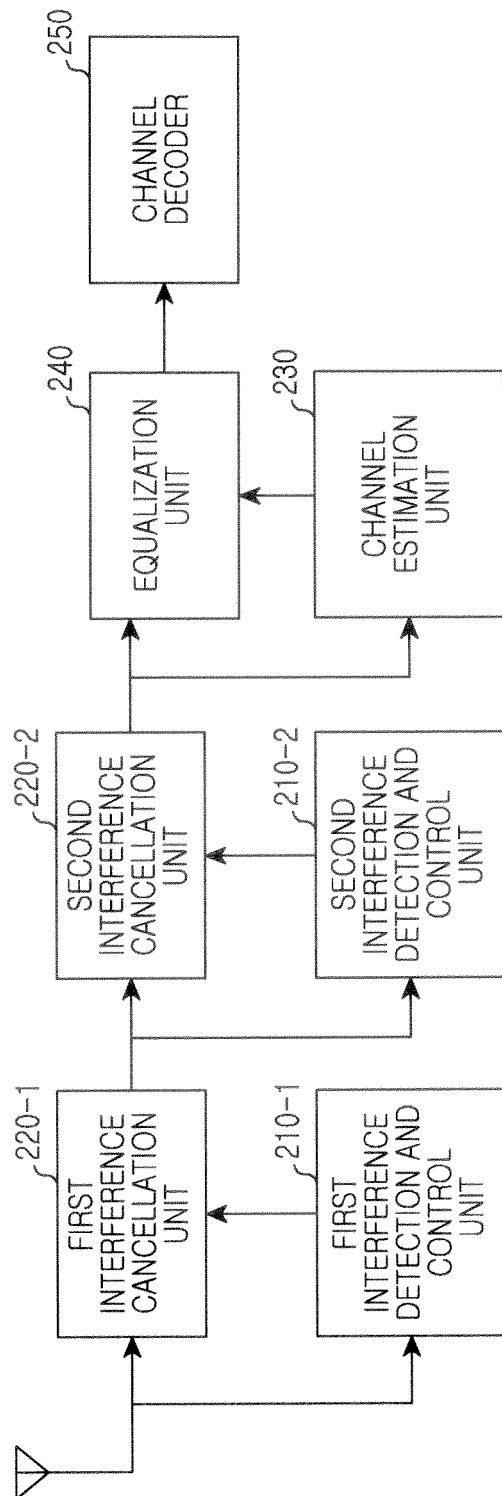 220-1
FIRST
INTERFERENCE
CANCELLATION
UNIT
210-1
FIRST
INTERFERENCE
DETECTION AND
CONTROL
UNIT
220-2
SECOND
INTERFERENCE
CANCELLATION
UNIT
210-2
SECOND
INTERFERENCE
DETECTION AND
CONTROL
UNIT
240
EQUALIZATION
UNIT
230
CHANNEL
ESTIMATION
UNIT
250
CHANNEL
DECODER